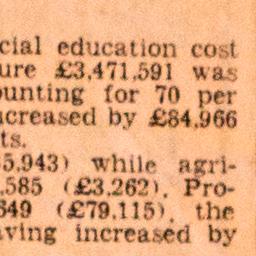 cial education cost
ure £3,471,591 was
ounting for 70 per
ncreased by £84,966
ts.
5,943) while agri-
,585 (£3,262). Pro-
649 (£79,115), the
aving increased by